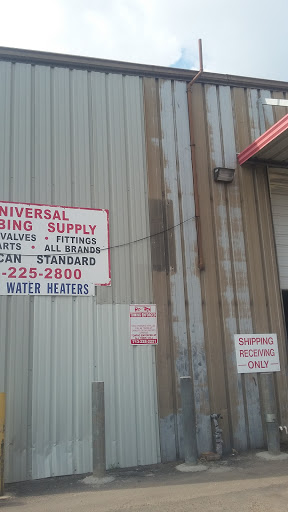 NIVERSAL
BING SUPPLY
VALVES • FITTINGS
ARTS • ALL BRANDS
CAN STANDARD
-225-2800
WATER HEATERS
SHIPPING
RECEIVING
ONLY